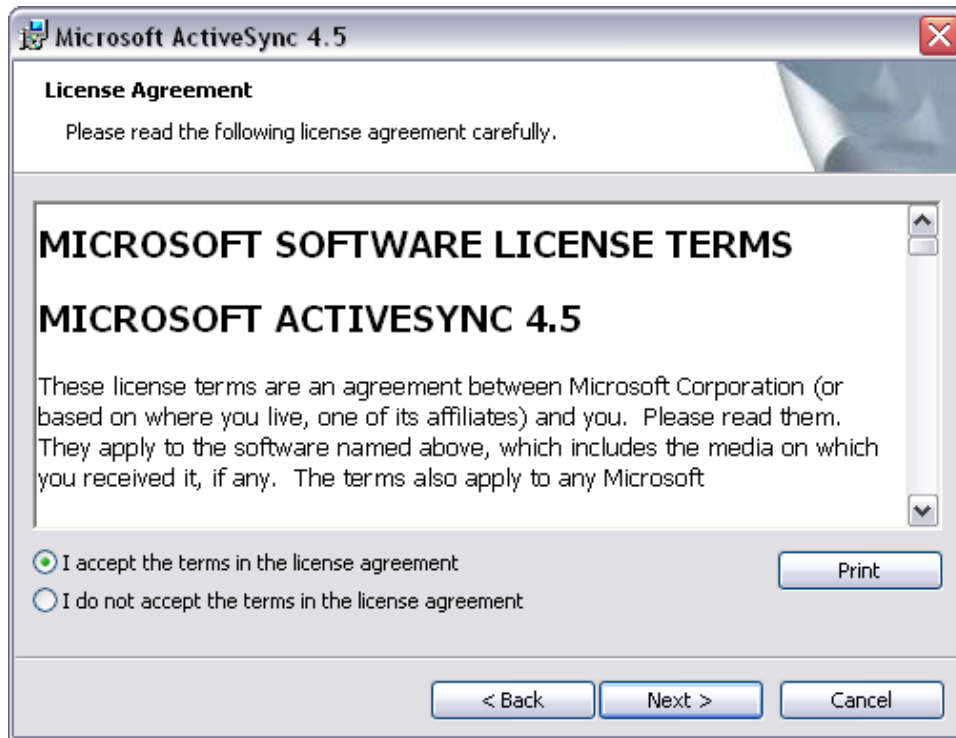 Microsoft ActiveSync 4.5
License Agreement
Please read the following license agreement carefully.
MICROSOFT SOFTWARE LICENSE TERMS
MICROSOFT ACTIVESYNC 4.5
These license terms are an agreement between Microsoft Corporation (or
based on where you live, one of its affiliates) and you.  Please read them.
They apply to the software named above, which includes the media on which
you received it, if any.  The terms also apply to any Microsoft
I accept the terms in the license agreement
Print
I do not accept the terms in the license agreement
< Back
Next >
Cancel